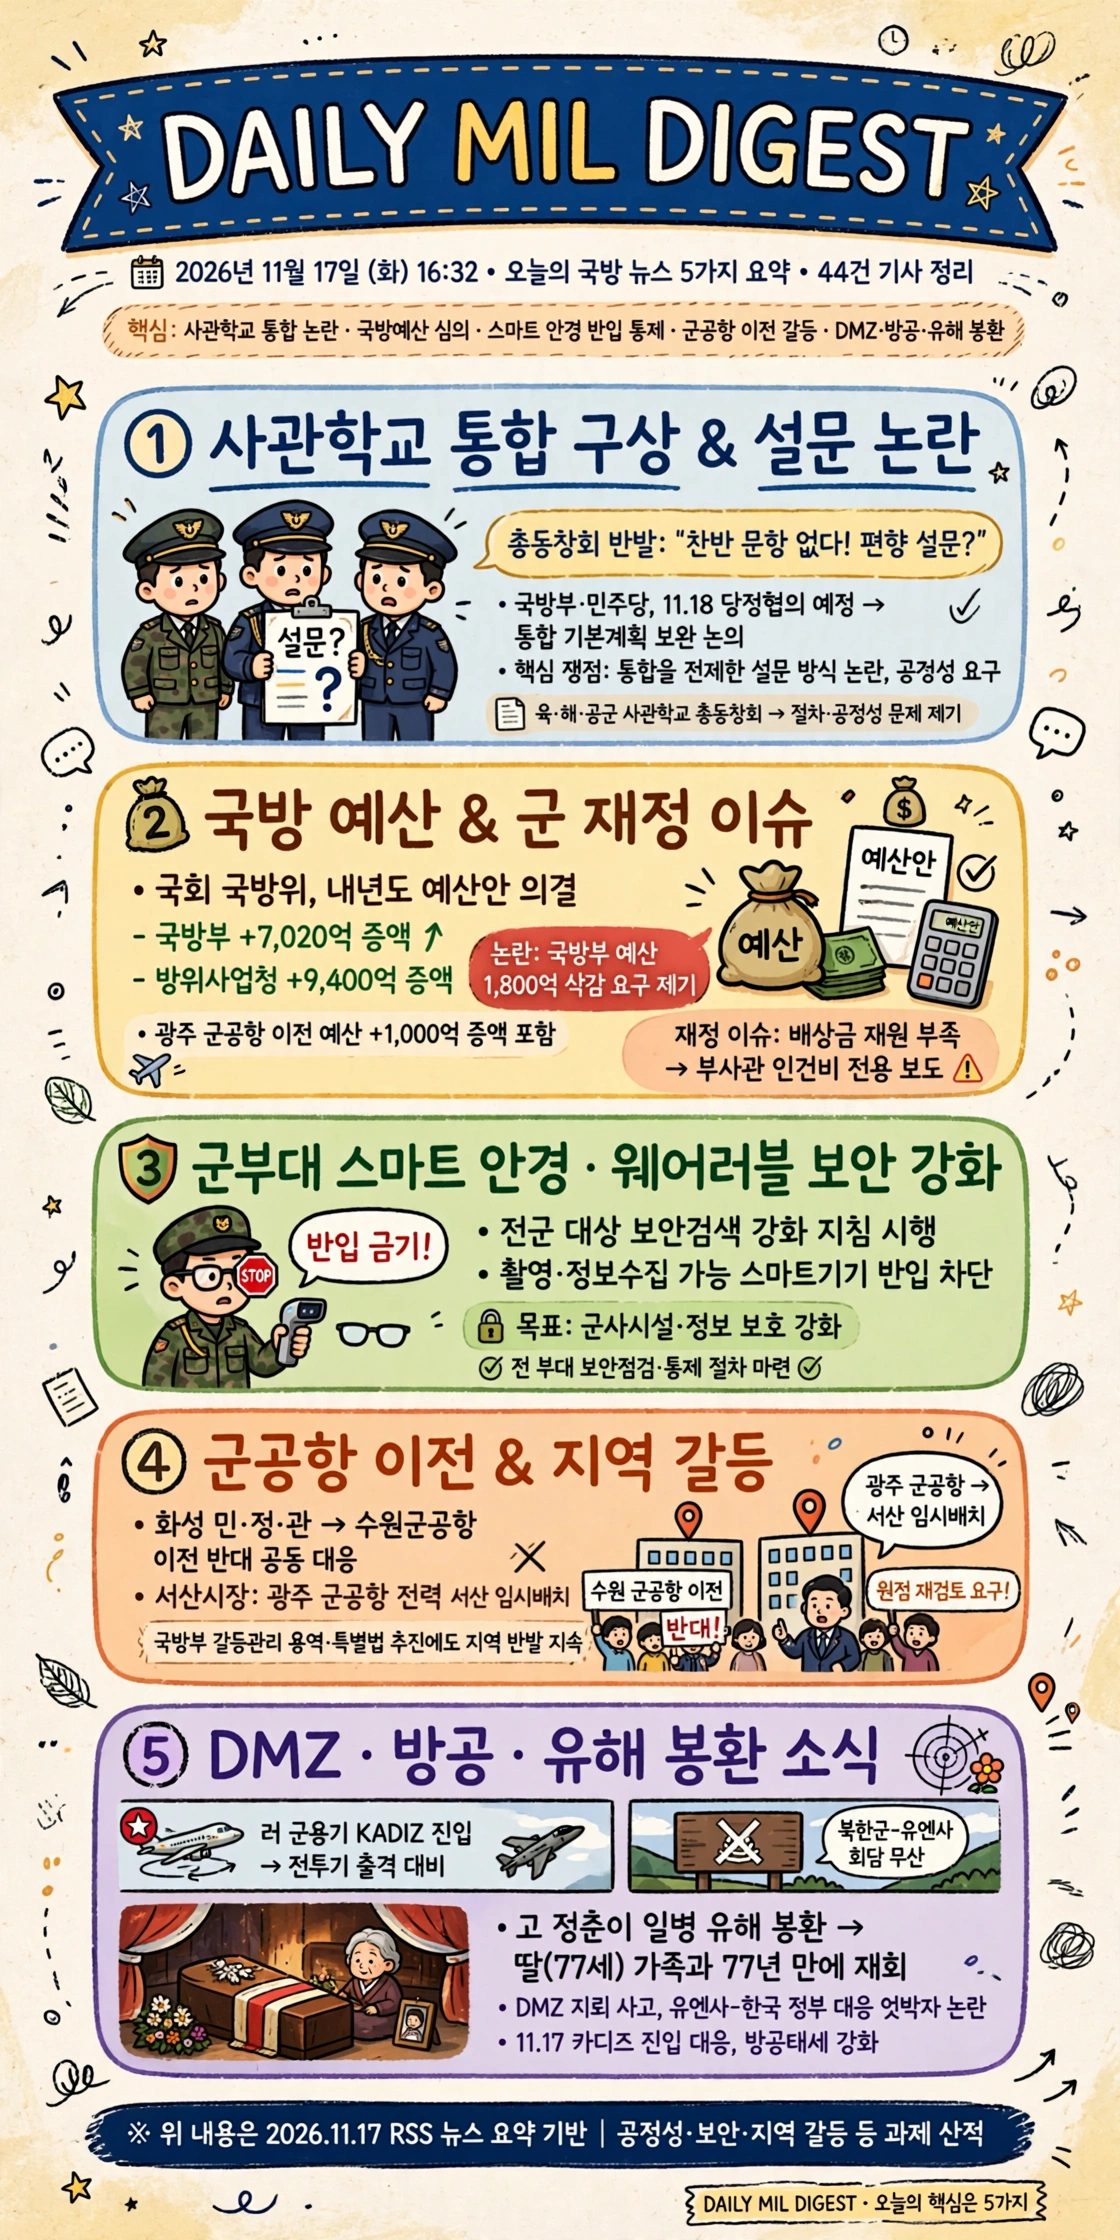 DAILY MIL DIGEST
2026년 11월 17일 (화) 16:32 • 오늘의 국방 뉴스 5가지 요약 • 44건 기사 정리
핵심: 사관학교 통합 논란 · 국방예산 심의 · 스마트 안경 반입 통제 · 군공항 이전 갈등 · DMZ·방공·유해 봉환
1 사관학교 통합 구상 & 설문 논란
설문?
?
총동창회 반발: “찬반 문항 없다! 편향 설문?”
• 국방부·민주당, 11.18 당정협의 예정 →
통합 기본계획 보완 논의
• 핵심 쟁점: 통합을 전제한 설문 방식 논란, 공정성 요구
육·해·공군 사관학교 총동창회 → 절차·공정성 문제 제기
2 국방 예산 & 군 재정 이슈
• 국회 국방위, 내년도 예산안 의결
- 국방부 +7,020억 증액 ↑
- 방위사업청 +9,400억 증액
논란: 국방부 예산
1,800억 삭감 요구 제기
$
예산안
예산
예산안
• 광주 군공항 이전 예산 +1,000억 증액 포함
재정 이슈: 배상금 재원 부족
→ 부사관 인건비 전용 보도
3 군부대 스마트 안경 · 웨어러블 보안 강화
STOP
반입 금기!
• 전군 대상 보안검색 강화 지침 시행
• 촬영·정보수집 가능 스마트기기 반입 차단
목표: 군사시설·정보 보호 강화
전 부대 보안점검·통제 절차 마련
4 군공항 이전 & 지역 갈등
• 화성 민·정·관 → 수원군공항
이전 반대 공동 대응
• 서산시장: 광주 군공항 전력 서산 임시배치
국방부 갈등관리 용역·특별법 추진에도 지역 반발 지속
광주 군공항 →
서산 임시배치
수원 군공항 이전
반대!
원점 재검토 요구!
5 DMZ · 방공 · 유해 봉환 소식
러 군용기 KADIZ 진입
→ 전투기 출격 대비
북한군-유엔사
회담 무산
• 고 정춘이 일병 유해 봉환 →
딸(77세) 가족과 77년 만에 재회
• DMZ 지뢰 사고, 유엔사-한국 정부 대응 엇박자 논란
• 11.17 카디즈 진입 대응, 방공태세 강화
※ 위 내용은 2026.11.17 RSS 뉴스 요약 기반 | 공정성·보안·지역 갈등 등 과제 산적
DAILY MIL DIGEST · 오늘의 핵심은 5가지